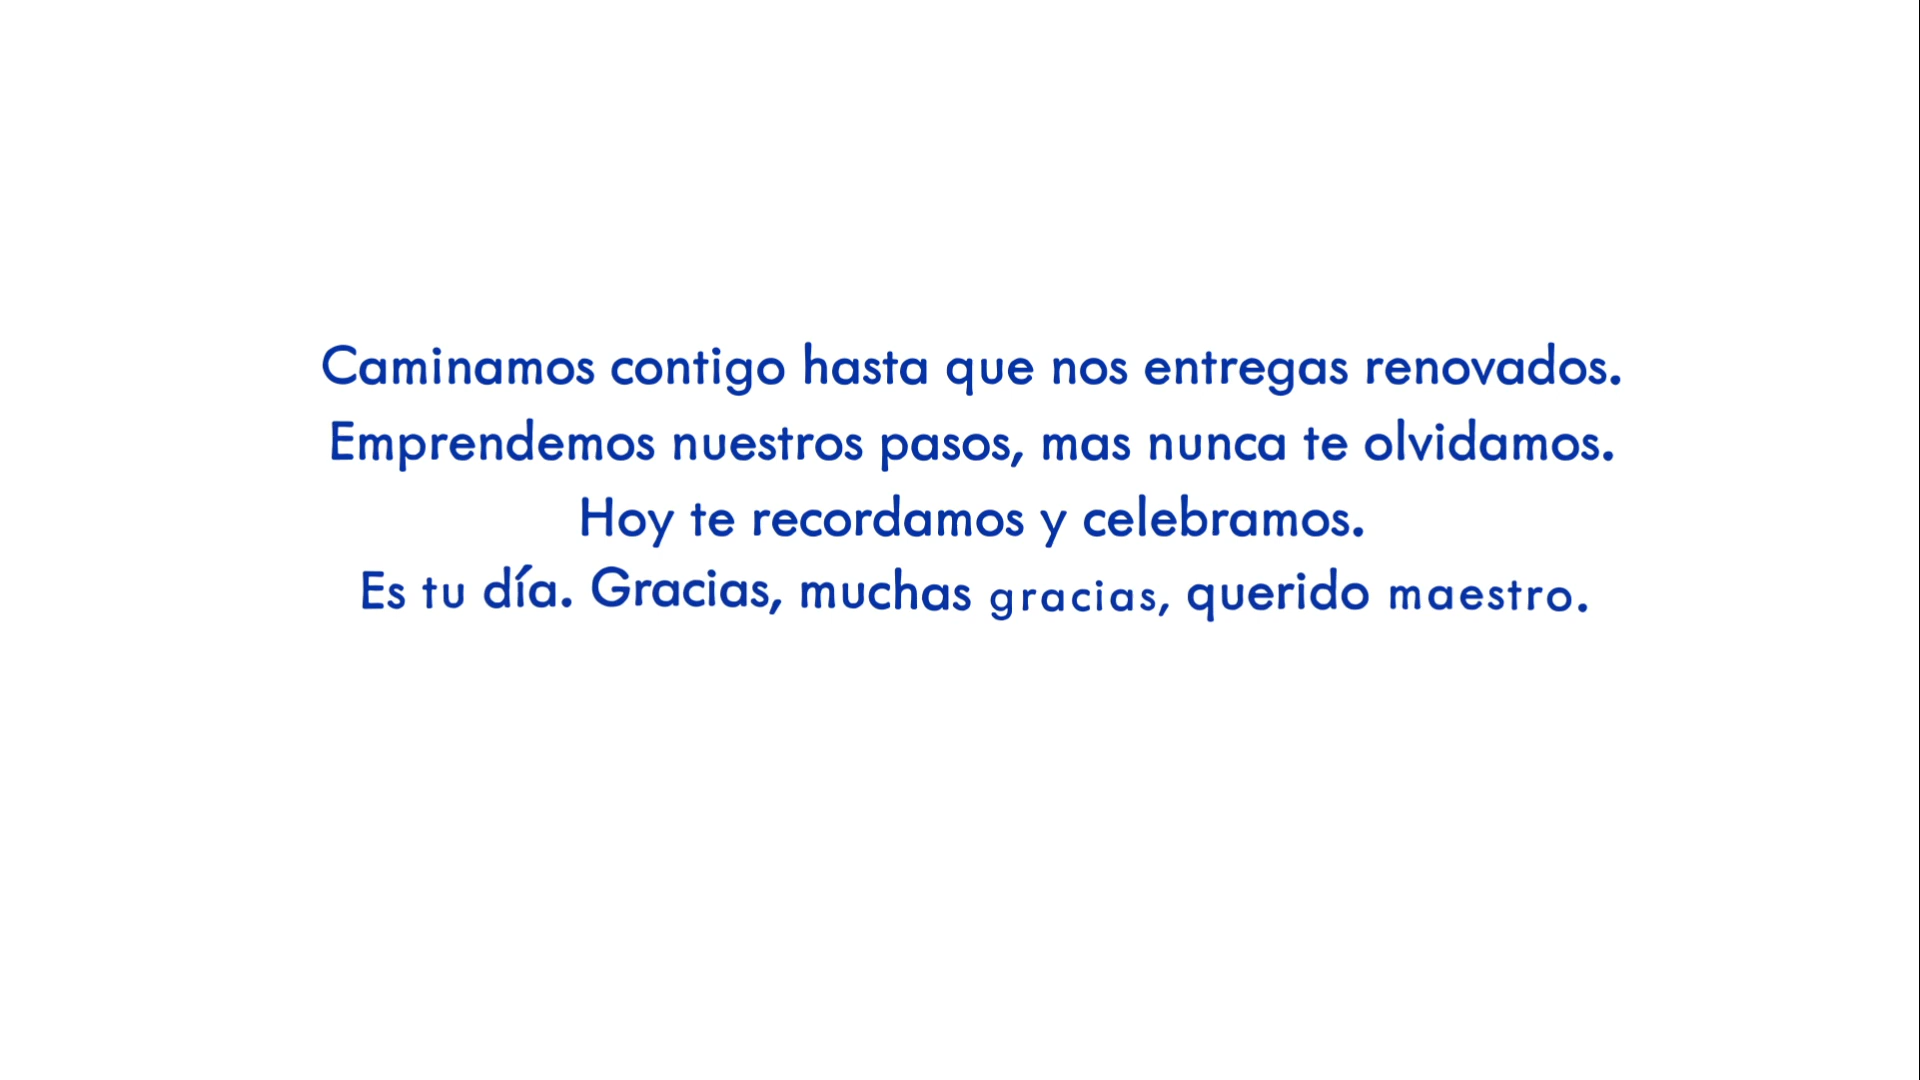 Caminamos contigo hasta que nos entregas renovados.
Emprendemos nuestros pasos, mas nunca te olvidamos.
Hoy te recordamos y celebramos.
Es tu día. Gracias, muchas gracias, querido maestro.